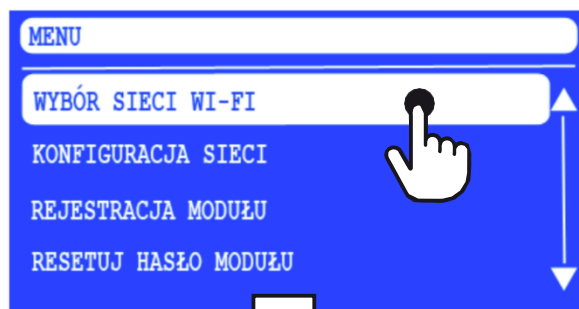 MENU
WYBÓR SIECI WI-FI
KONFIGURACJA SIECI
REJESTRACJA MODUŁU
RESETUJ HASŁO MODUŁU